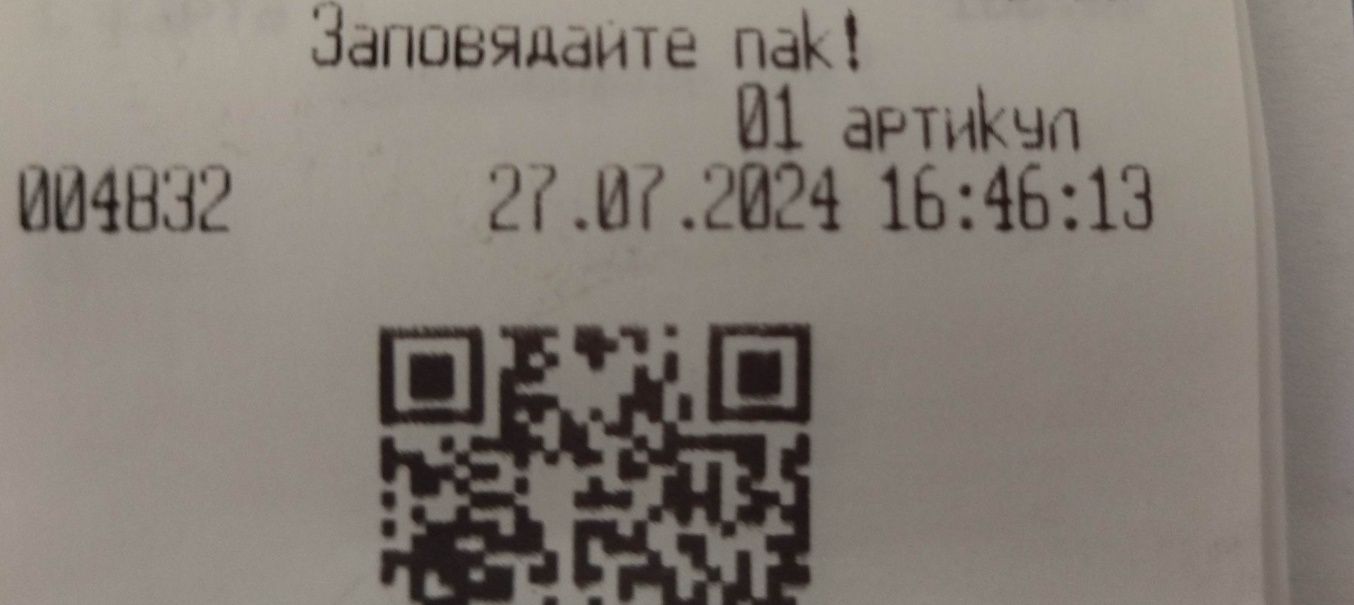 Заповядайте пак!
01 артикул
004832 27.07.2024 16:46:13